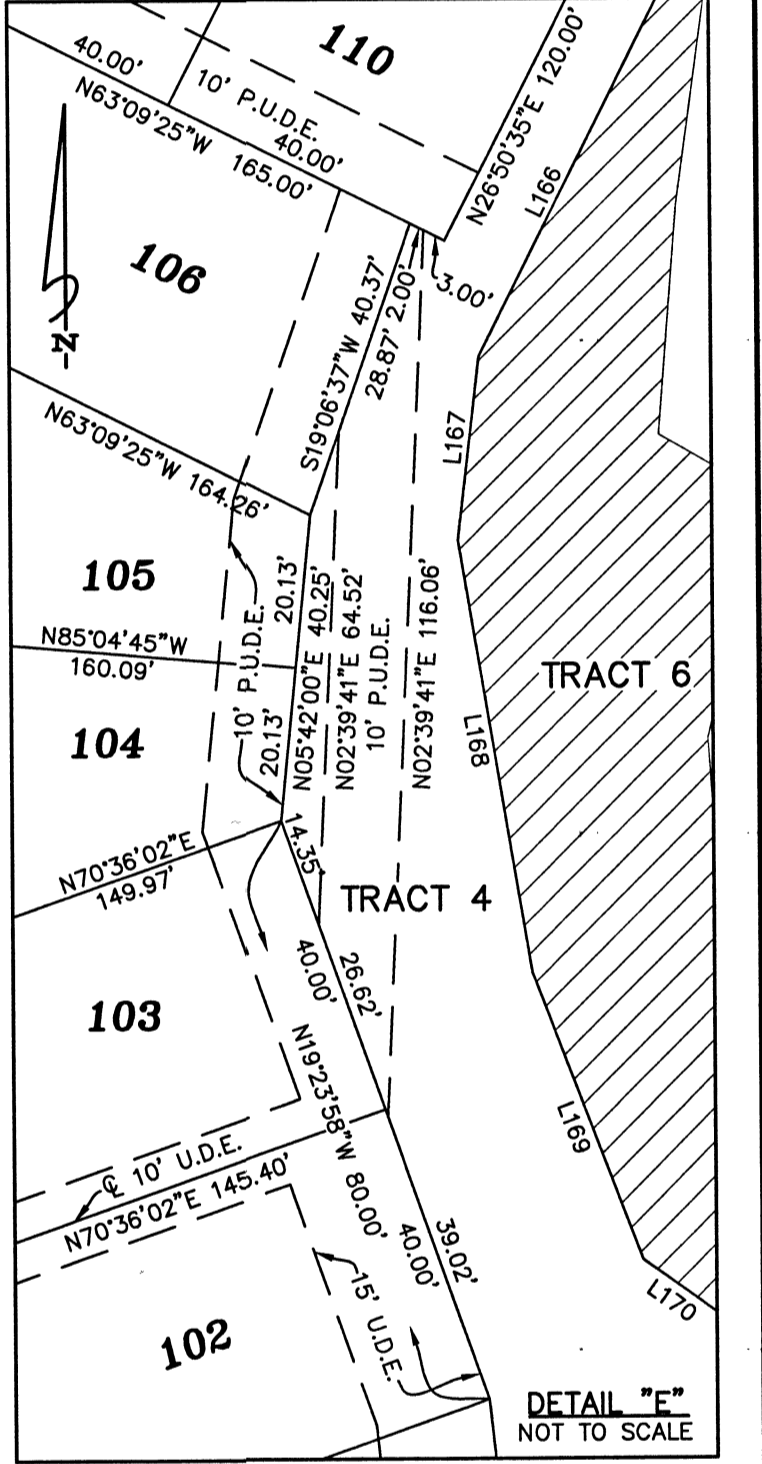 110
40.00'
10' P.U.D.E.
40.00'
N63°09'25"W 165.00'
N26°50'35"E 120.00'
L166
106
N
S19°06'37"W 40.37'
28.87' 2.00'
3.00'
L167
N63°09'25"W 164.26'
105
20.13'
10' P.U.D.E.
20.13'
N05°42'00"E 40.25'
N02°39'41"E 64.52'
10' P.U.D.E.
N02°39'41"E 116.06'
N85°04'45"W
160.09'
TRACT 6
104
L168
14.35'
N70°36'02"E
149.97'
TRACT 4
103
40.00'
26.62'
N19°23'58"W 80.00'
L169
℄ 10' U.D.E.
N70°36'02"E 145.40'
39.02'
40.00'
15' U.D.E.
L170
102
DETAIL "E"
NOT TO SCALE